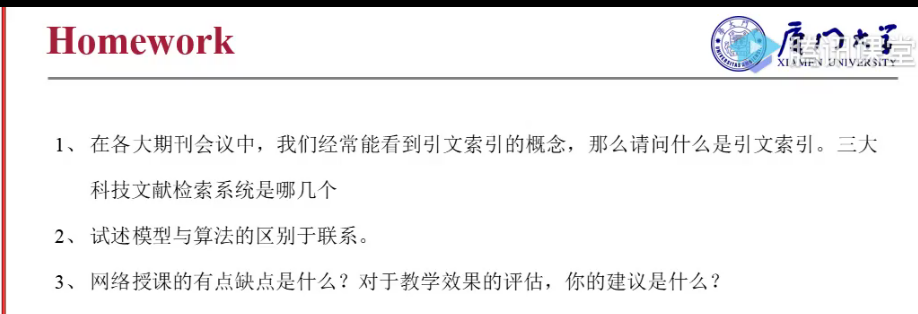 Homework
厦门大学
XIAMEN UNIVERSITY
腾讯课堂
1、在各大期刊会议中，我们经常能看到引文索引的概念，那么请问什么是引文索引。三大
科技文献检索系统是哪几个
2、试述模型与算法的区别于联系。
3、网络授课的有点缺点是什么？对于教学效果的评估，你的建议是什么？